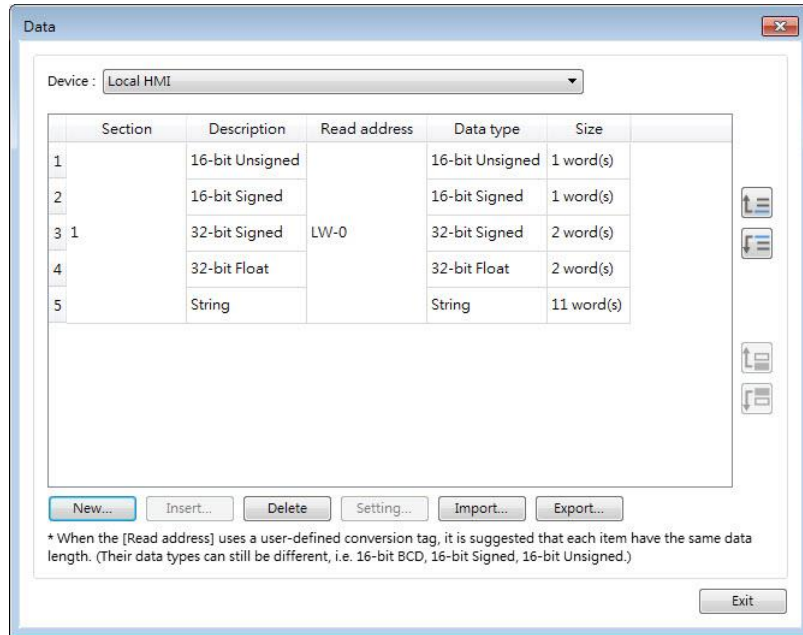 Data
Device : Local HMI
Section Description Read address Data type Size
1 16-bit Unsigned 16-bit Unsigned 1 word(s)
2 16-bit Signed 16-bit Signed 1 word(s)
3 1 32-bit Signed LW-0 32-bit Signed 2 word(s)
4 32-bit Float 32-bit Float 2 word(s)
5 String String 11 word(s)
New... Insert... Delete Setting... Import... Export...
* When the [Read address] uses a user-defined conversion tag, it is suggested that each item have the same data
length. (Their data types can still be different, i.e. 16-bit BCD, 16-bit Signed, 16-bit Unsigned.)
Exit